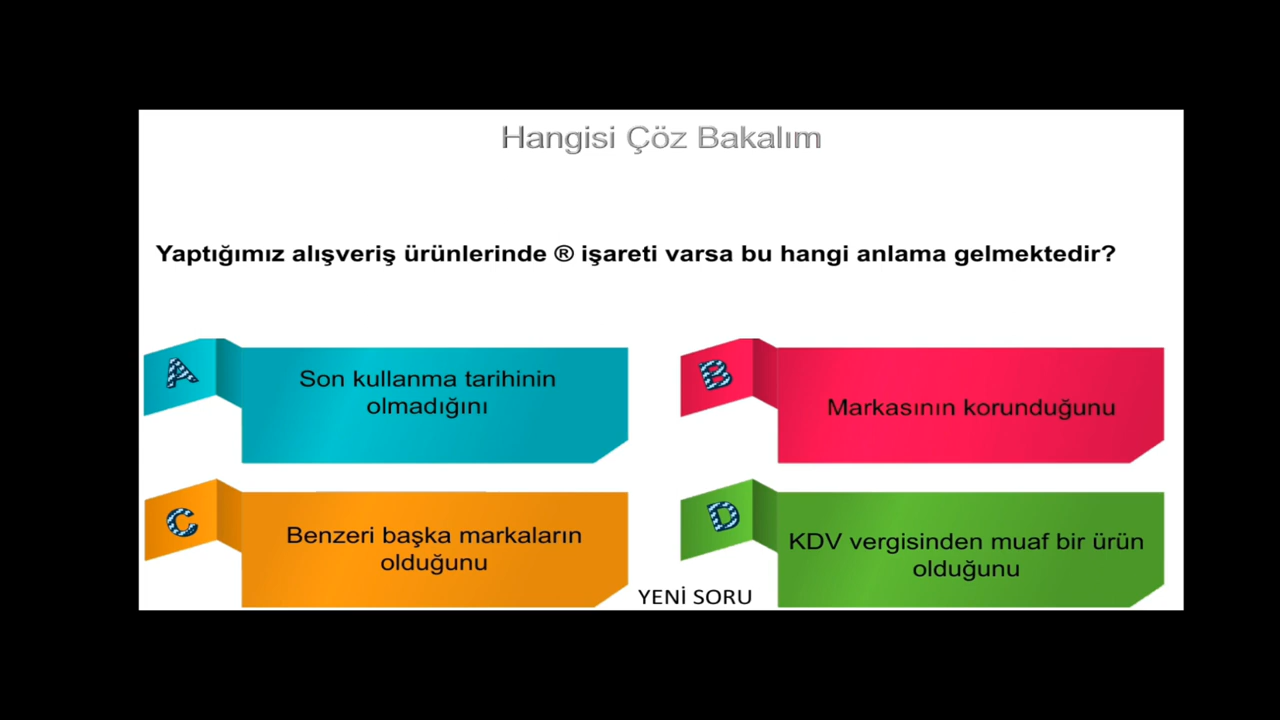 Hangisi Çöz Bakalım
Yaptığımız alışveriş ürünlerinde ® işareti varsa bu hangi anlama gelmektedir?
A
Son kullanma tarihinin
olmadığını
B
Markasının korunduğunu
C
Benzeri başka markaların
olduğunu
D
KDV vergisinden muaf bir ürün
olduğunu
YENİ SORU